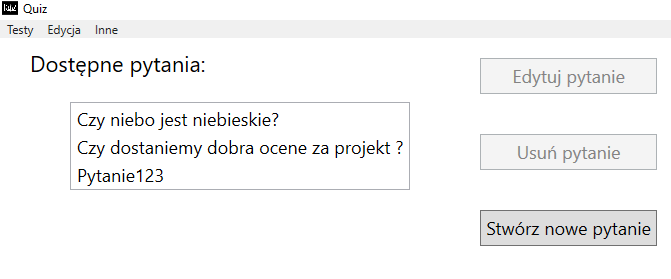 Quiz
Testy Edycja Inne
Dostępne pytania:
Edytuj pytanie
Czy niebo jest niebieskie?
Czy dostaniemy dobra ocene za projekt ?
Pytanie123
Usuń pytanie
Stwórz nowe pytanie